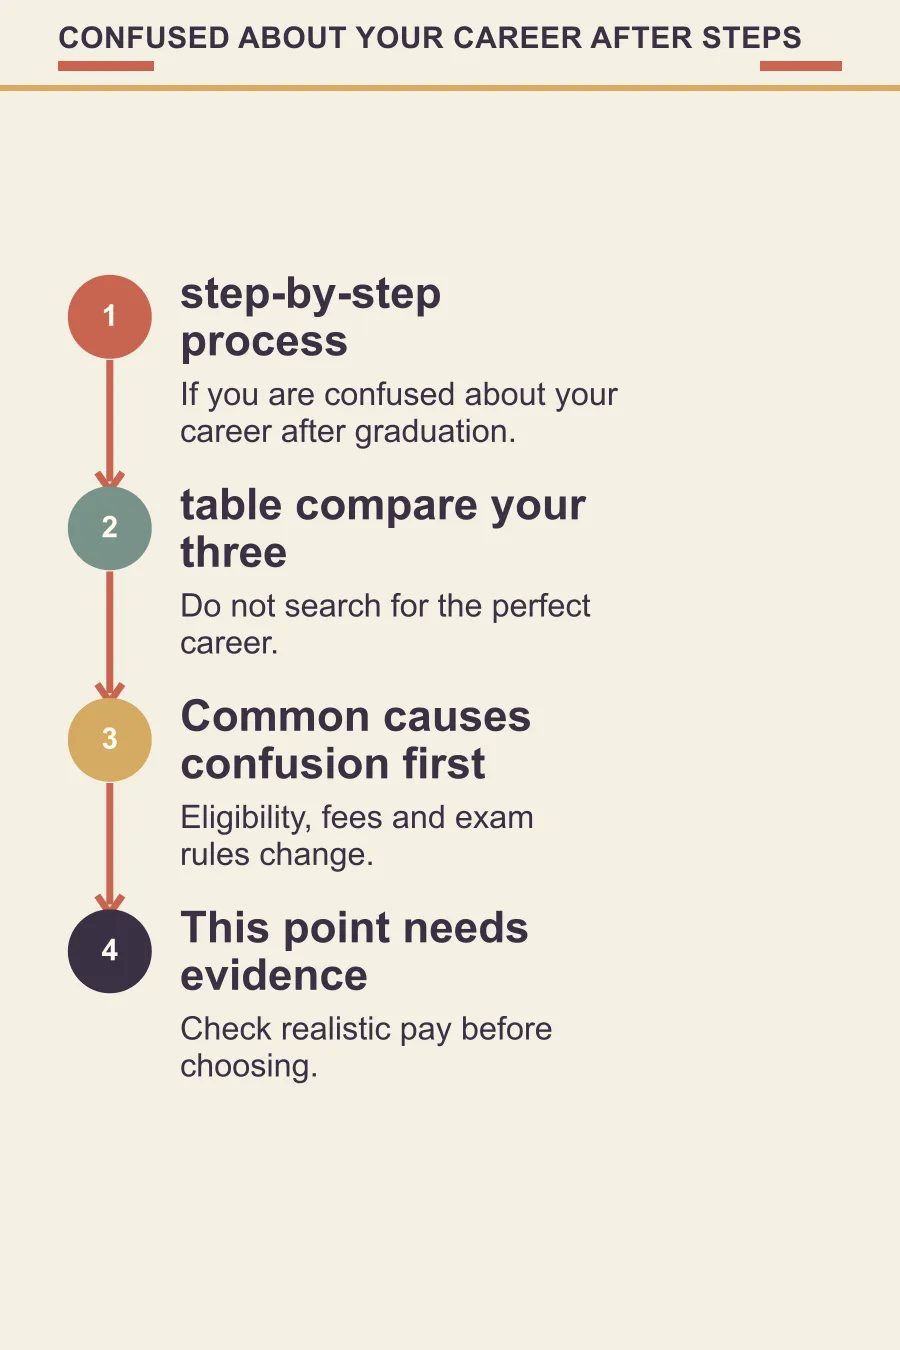 CONFUSED ABOUT YOUR CAREER AFTER STEPS
1
step-by-step
process
If you are confused about your
career after graduation.
2
table compare your
three
Do not search for the perfect
career.
3
Common causes
confusion first
Eligibility, fees and exam
rules change.
4
This point needs
evidence
Check realistic pay before
choosing.